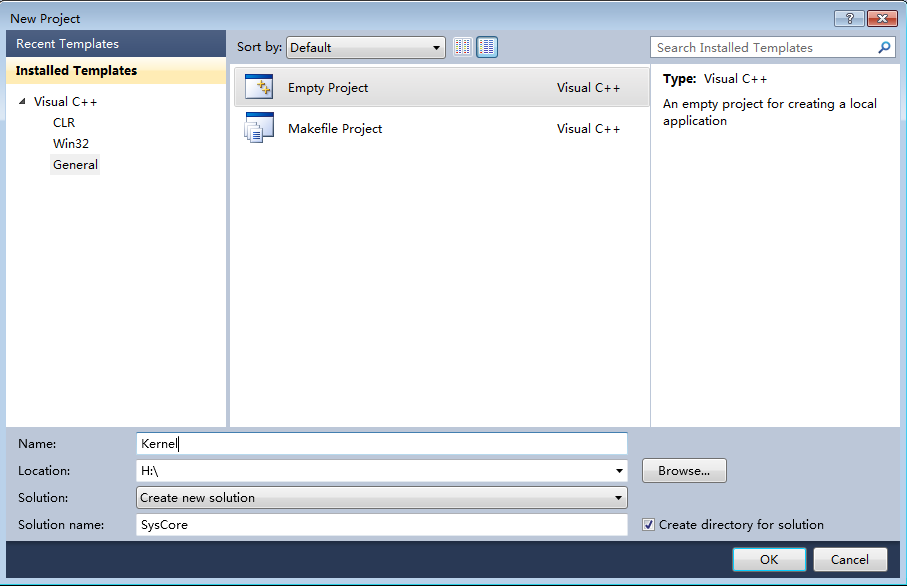 New Project
?
Recent Templates
Sort by: Default
Search Installed Templates
Installed Templates
Visual C++
CLR
Win32
General
Empty Project Visual C++
Makefile Project Visual C++
Type: Visual C++
An empty project for creating a local
application
Name: Kernel
Location: H:\ Browse...
Solution: Create new solution
Solution name: SysCore Create directory for solution
OK Cancel